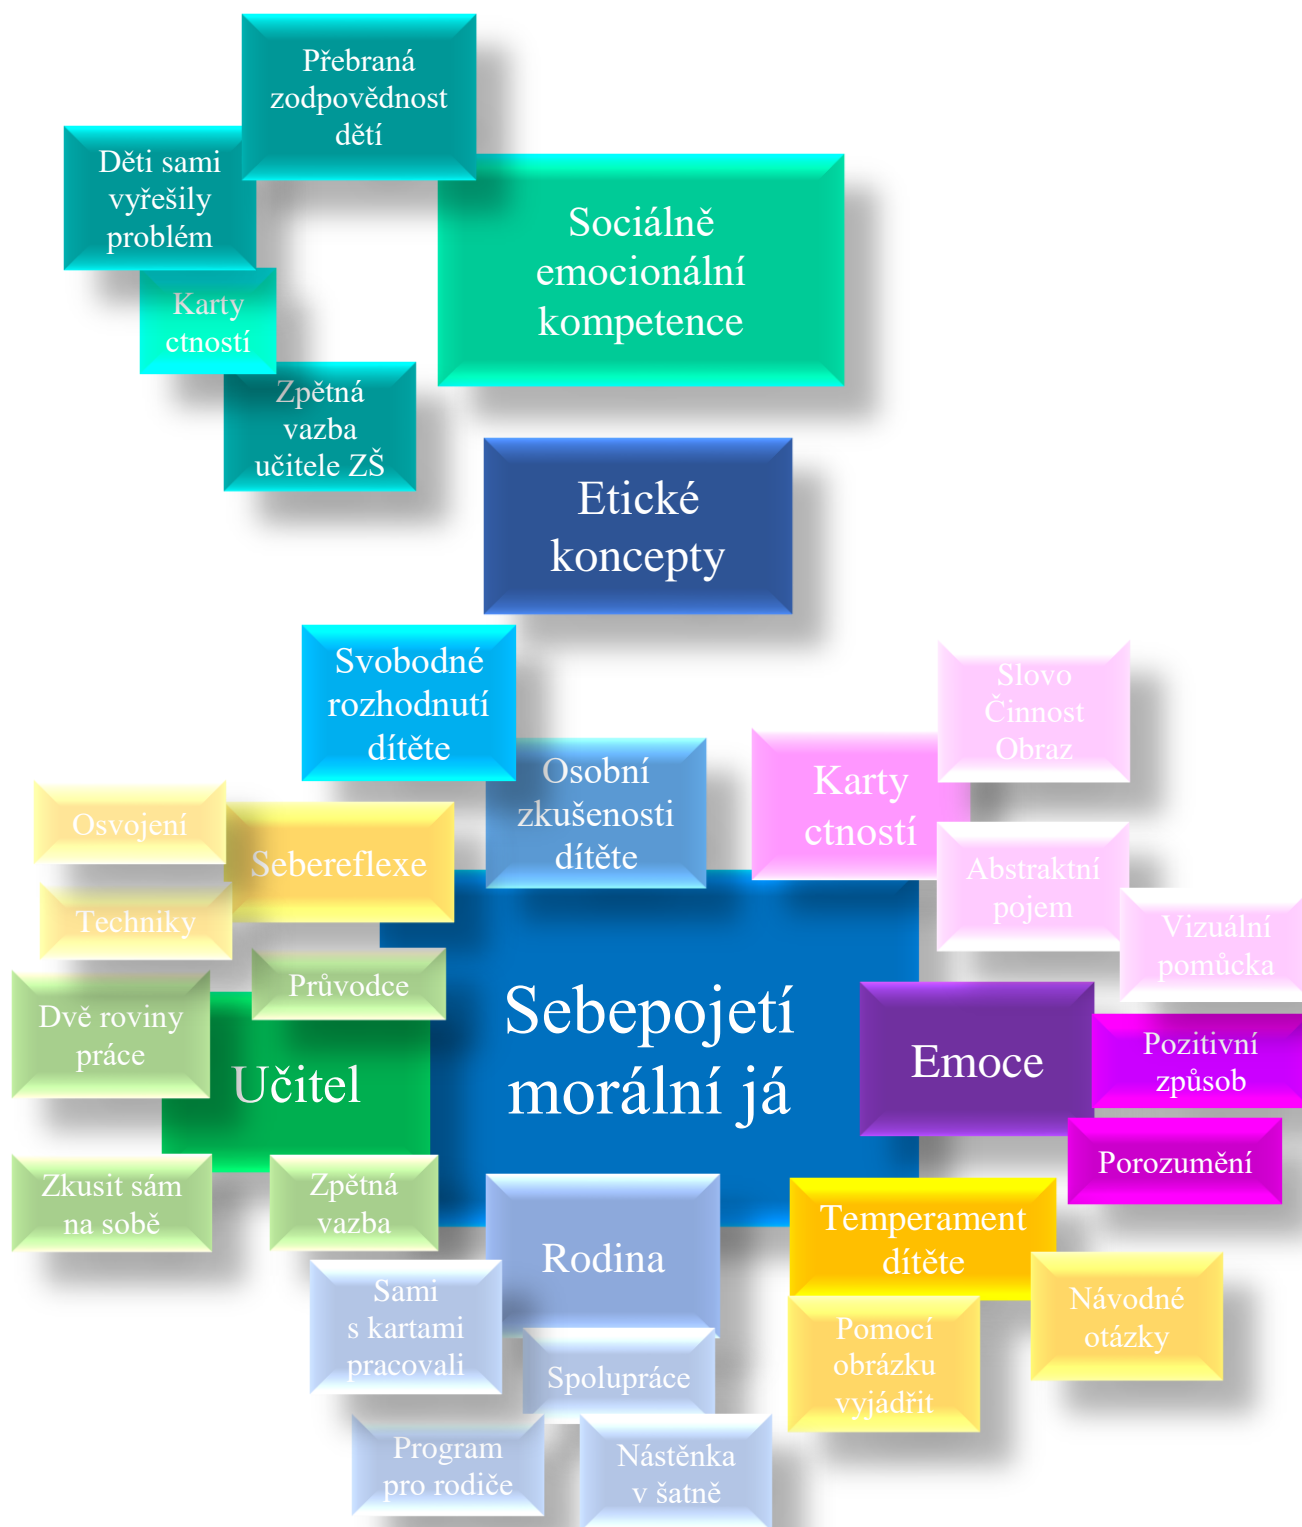 Přebraná
zodpovědnost
dětí
Děti sami
vyřešily
problém
Karty
ctností
Zpětná
vazba
učitele ZŠ
Sociálně
emocionální
kompetence
Etické
koncepty
Svobodné
rozhodnutí
dítěte
Osobní
zkušenosti
dítěte
Karty
ctností
Slovo
Činnost
Obraz
Abstraktní
pojem
Vizuální
pomůcka
Osvojení
Sebereflexe
Techniky
Průvodce
Dvě roviny
práce
Učitel
Zkusit sám
na sobě
Zpětná
vazba
Sebepojetí
morální já
Emoce
Pozitivní
způsob
Porozumění
Temperament
dítěte
Návodné
otázky
Pomocí
obrázku
vyjádřit
Rodina
Sami
s kartami
pracovali
Spolupráce
Program
pro rodiče
Nástěnka
v šatně